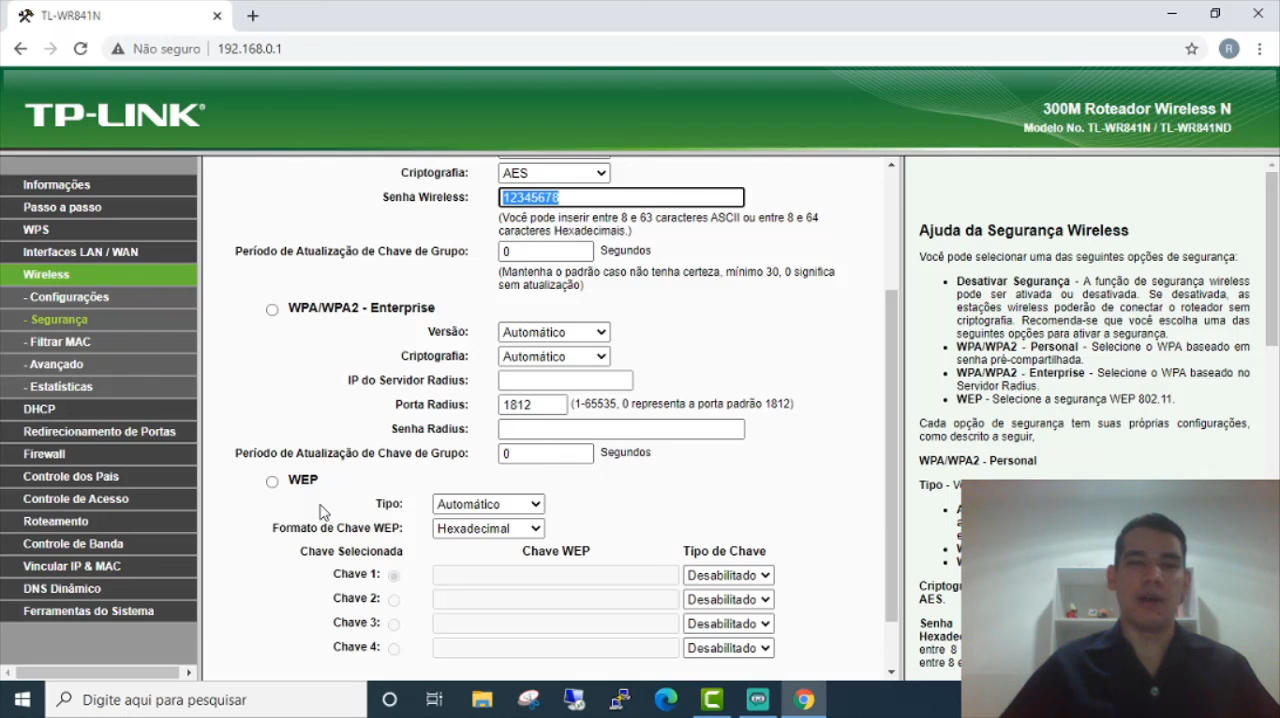 TL-WR841N
Não seguro
192.168.0.1
R
TP-LINK®
300M Roteador Wireless N
Modelo No. TL-WR841N / TL-WR841ND
Informações
Passo a passo
WPS
Interfaces LAN / WAN
Wireless
- Configurações
- Segurança
- Filtrar MAC
- Avançado
- Estatísticas
DHCP
Redirecionamento de Portas
Firewall
Controle dos Pais
Controle de Acesso
Roteamento
Controle de Banda
Vincular IP & MAC
DNS Dinâmico
Ferramentas do Sistema
Criptografia: AES
Senha Wireless: 12345678
(Você pode inserir entre 8 e 63 caracteres ASCII ou entre 8 e 64
caracteres Hexadecimais.)
Período de Atualização de Chave de Grupo: 0 Segundos
(Mantenha o padrão caso não tenha certeza, mínimo 30, 0 significa
sem atualização)
WPA/WPA2 - Enterprise
Versão: Automático
Criptografia: Automático
IP do Servidor Radius:
Porta Radius: 1812 (1-65535, 0 representa a porta padrão 1812)
Senha Radius:
Período de Atualização de Chave de Grupo: 0 Segundos
WEP
Tipo: Automático
Formato de Chave WEP: Hexadecimal
Chave Selecionada Chave WEP Tipo de Chave
Chave 1: Desabilitado
Chave 2: Desabilitado
Chave 3: Desabilitado
Chave 4: Desabilitado
Ajuda da Segurança Wireless
Você pode selecionar uma das seguintes opções de segurança:
Desativar Segurança - A função de segurança wireless
pode ser ativada ou desativada. Se desativada, as
estações wireless poderão de conectar o roteador sem
criptografia. Recomenda-se que você escolha uma das
seguintes opções para ativar a segurança.
WPA/WPA2 - Personal - Selecione o WPA baseado em
senha pré-compartilhada.
WPA/WPA2 - Enterprise - Selecione o WPA baseado no
Servidor Radius.
WEP - Selecione a segurança WEP 802.11.
Cada opção de segurança tem suas próprias configurações,
como descrito a seguir,
WPA/WPA2 - Personal
Tipo -
AES.
Senha
entre 8
entre 8
Digite aqui para pesquisar